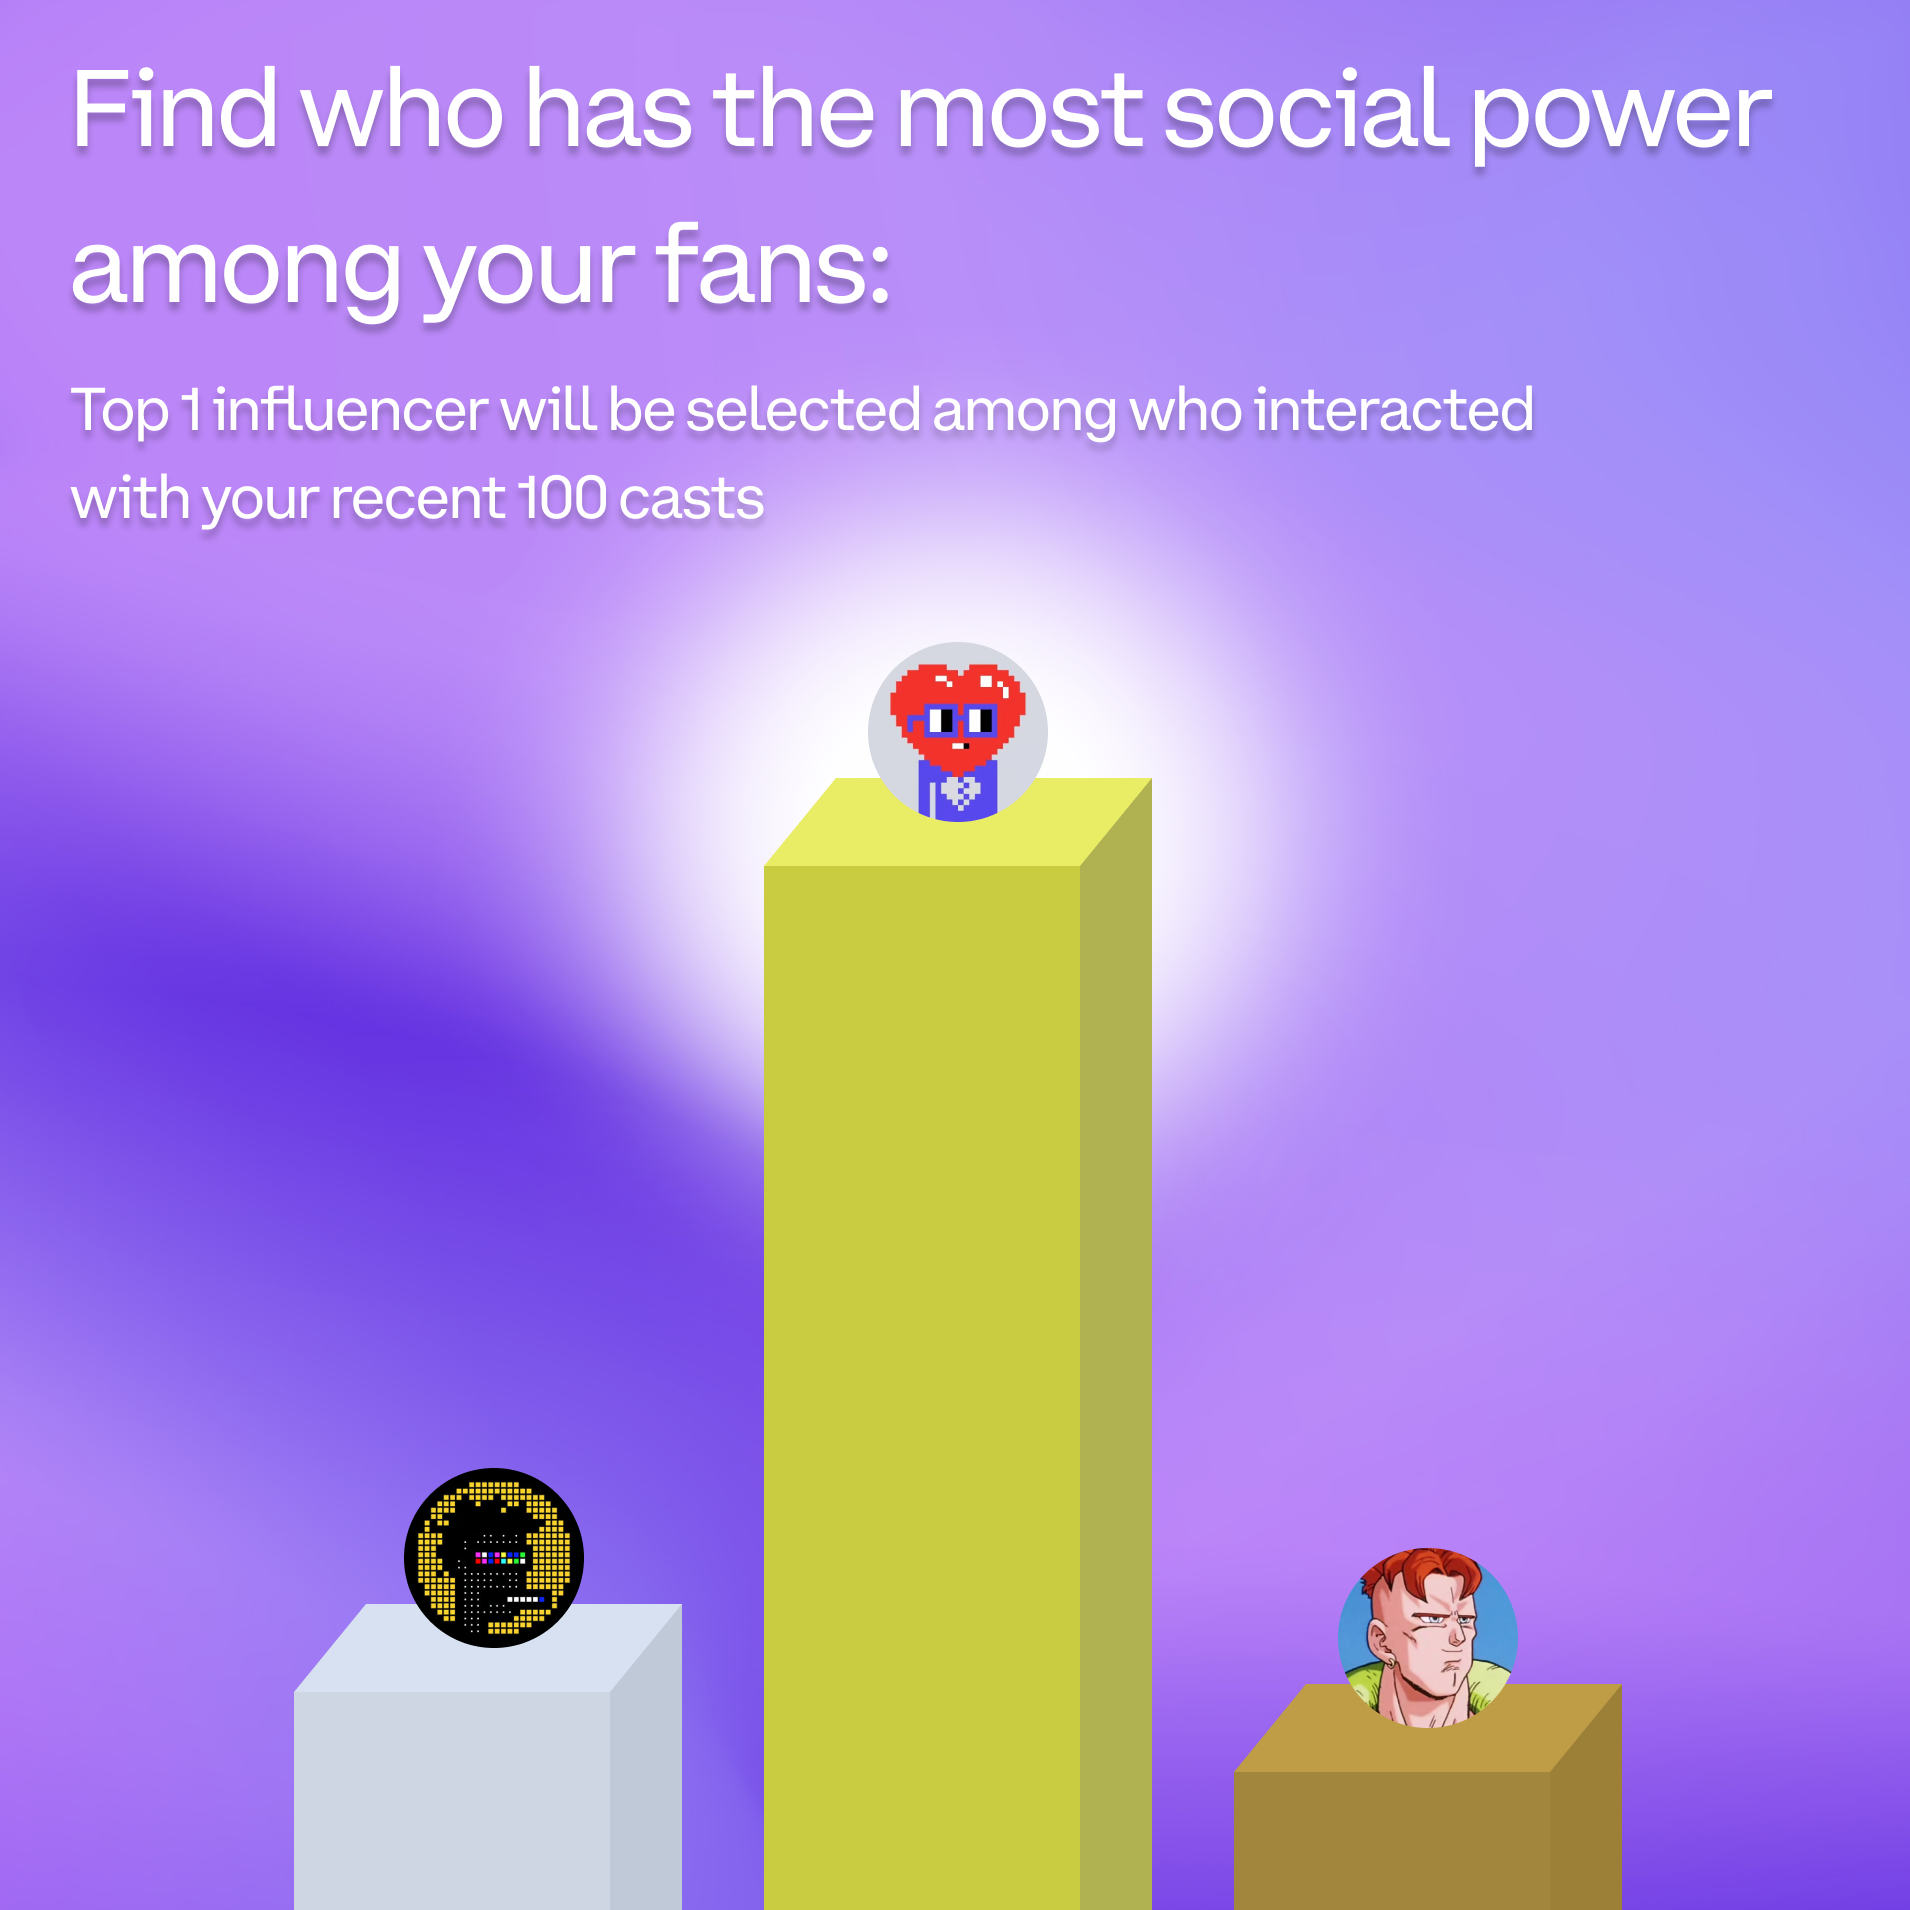 Find who has the most social power
among your fans:
Top 1 influencer will be selected among who interacted
with your recent 100 casts